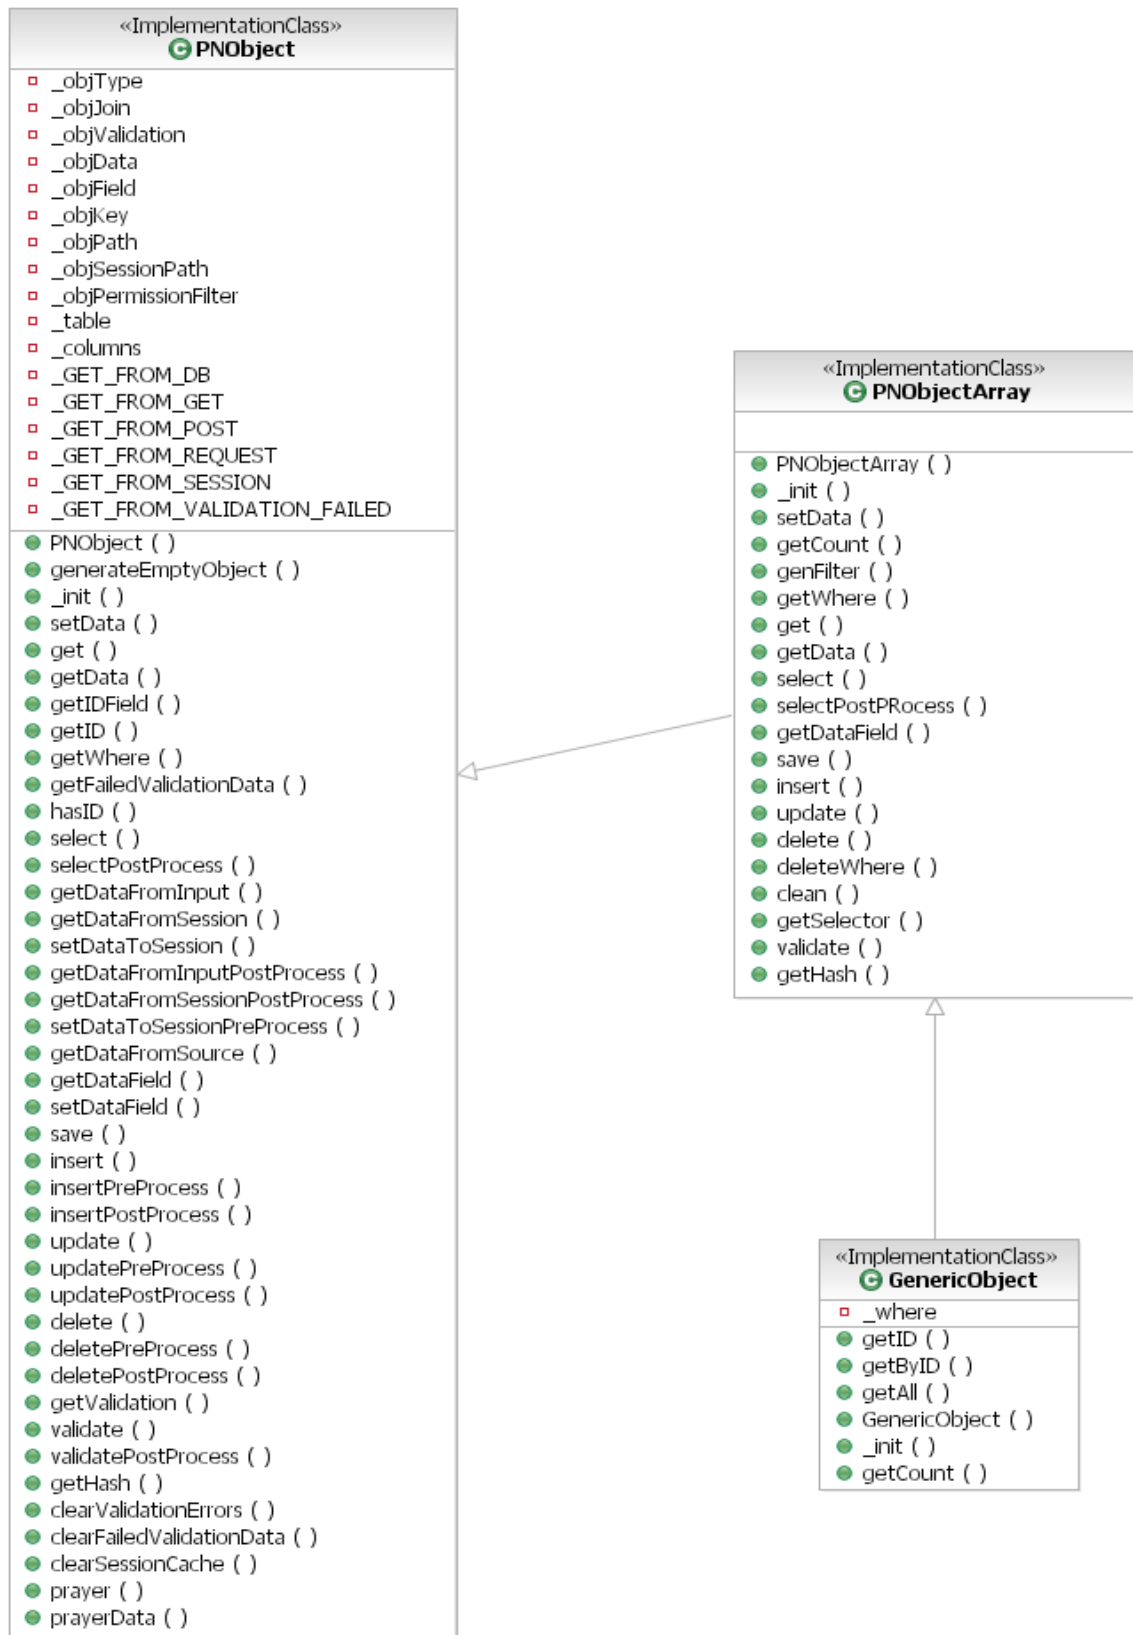 «ImplementationClass»
PNObject
_objType
_objJoin
_objValidation
_objData
_objField
_objKey
_objPath
_objSessionPath
_objPermissionFilter
_table
_columns
_GET_FROM_DB
_GET_FROM_GET
_GET_FROM_POST
_GET_FROM_REQUEST
_GET_FROM_SESSION
_GET_FROM_VALIDATION_FAILED
PNObject ( )
generateEmptyObject ( )
_init ( )
setData ( )
get ( )
getData ( )
getIDField ( )
getID ( )
getWhere ( )
getFailedValidationData ( )
hasID ( )
select ( )
selectPostProcess ( )
getDataFromInput ( )
getDataFromSession ( )
setDataToSession ( )
getDataFromInputPostProcess ( )
getDataFromSessionPostProcess ( )
setDataToSessionPreProcess ( )
getDataFromSource ( )
getDataField ( )
setDataField ( )
save ( )
insert ( )
insertPreProcess ( )
insertPostProcess ( )
update ( )
updatePreProcess ( )
updatePostProcess ( )
delete ( )
deletePreProcess ( )
deletePostProcess ( )
getValidation ( )
validate ( )
validatePostProcess ( )
getHash ( )
clearValidationErrors ( )
clearFailedValidationData ( )
clearSessionCache ( )
prayer ( )
prayerData ( )
«ImplementationClass»
PNObjectArray
PNObjectArray ( )
_init ( )
setData ( )
getCount ( )
genFilter ( )
getWhere ( )
get ( )
getData ( )
select ( )
selectPostPRocess ( )
getDataField ( )
save ( )
insert ( )
update ( )
delete ( )
deleteWhere ( )
clean ( )
getSelector ( )
validate ( )
getHash ( )
«ImplementationClass»
GenericObject
_where
getID ( )
getByID ( )
getAll ( )
GenericObject ( )
_init ( )
getCount ( )